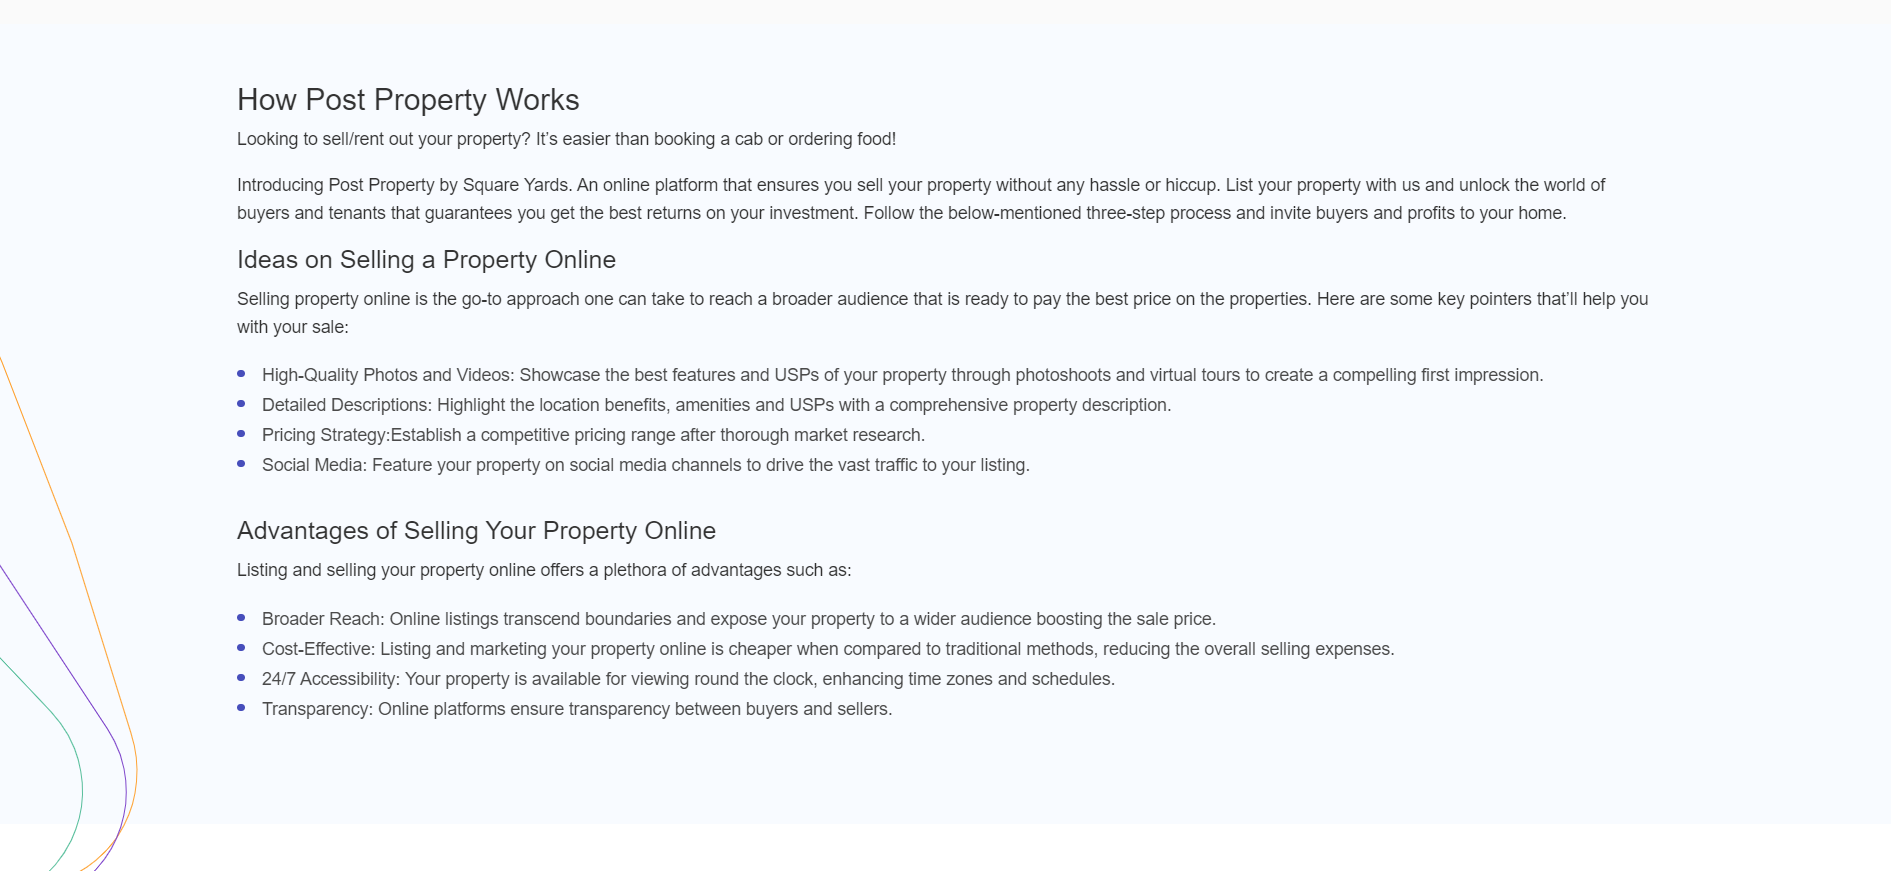 How Post Property Works
Looking to sell/rent out your property? It’s easier than booking a cab or ordering food!
Introducing Post Property by Square Yards. An online platform that ensures you sell your property without any hassle or hiccup. List your property with us and unlock the world of
buyers and tenants that guarantees you get the best returns on your investment. Follow the below-mentioned three-step process and invite buyers and profits to your home.
Ideas on Selling a Property Online
Selling property online is the go-to approach one can take to reach a broader audience that is ready to pay the best price on the properties. Here are some key pointers that’ll help you
with your sale:
High-Quality Photos and Videos: Showcase the best features and USPs of your property through photoshoots and virtual tours to create a compelling first impression.
Detailed Descriptions: Highlight the location benefits, amenities and USPs with a comprehensive property description.
Pricing Strategy:Establish a competitive pricing range after thorough market research.
Social Media: Feature your property on social media channels to drive the vast traffic to your listing.
Advantages of Selling Your Property Online
Listing and selling your property online offers a plethora of advantages such as:
Broader Reach: Online listings transcend boundaries and expose your property to a wider audience boosting the sale price.
Cost-Effective: Listing and marketing your property online is cheaper when compared to traditional methods, reducing the overall selling expenses.
24/7 Accessibility: Your property is available for viewing round the clock, enhancing time zones and schedules.
Transparency: Online platforms ensure transparency between buyers and sellers.